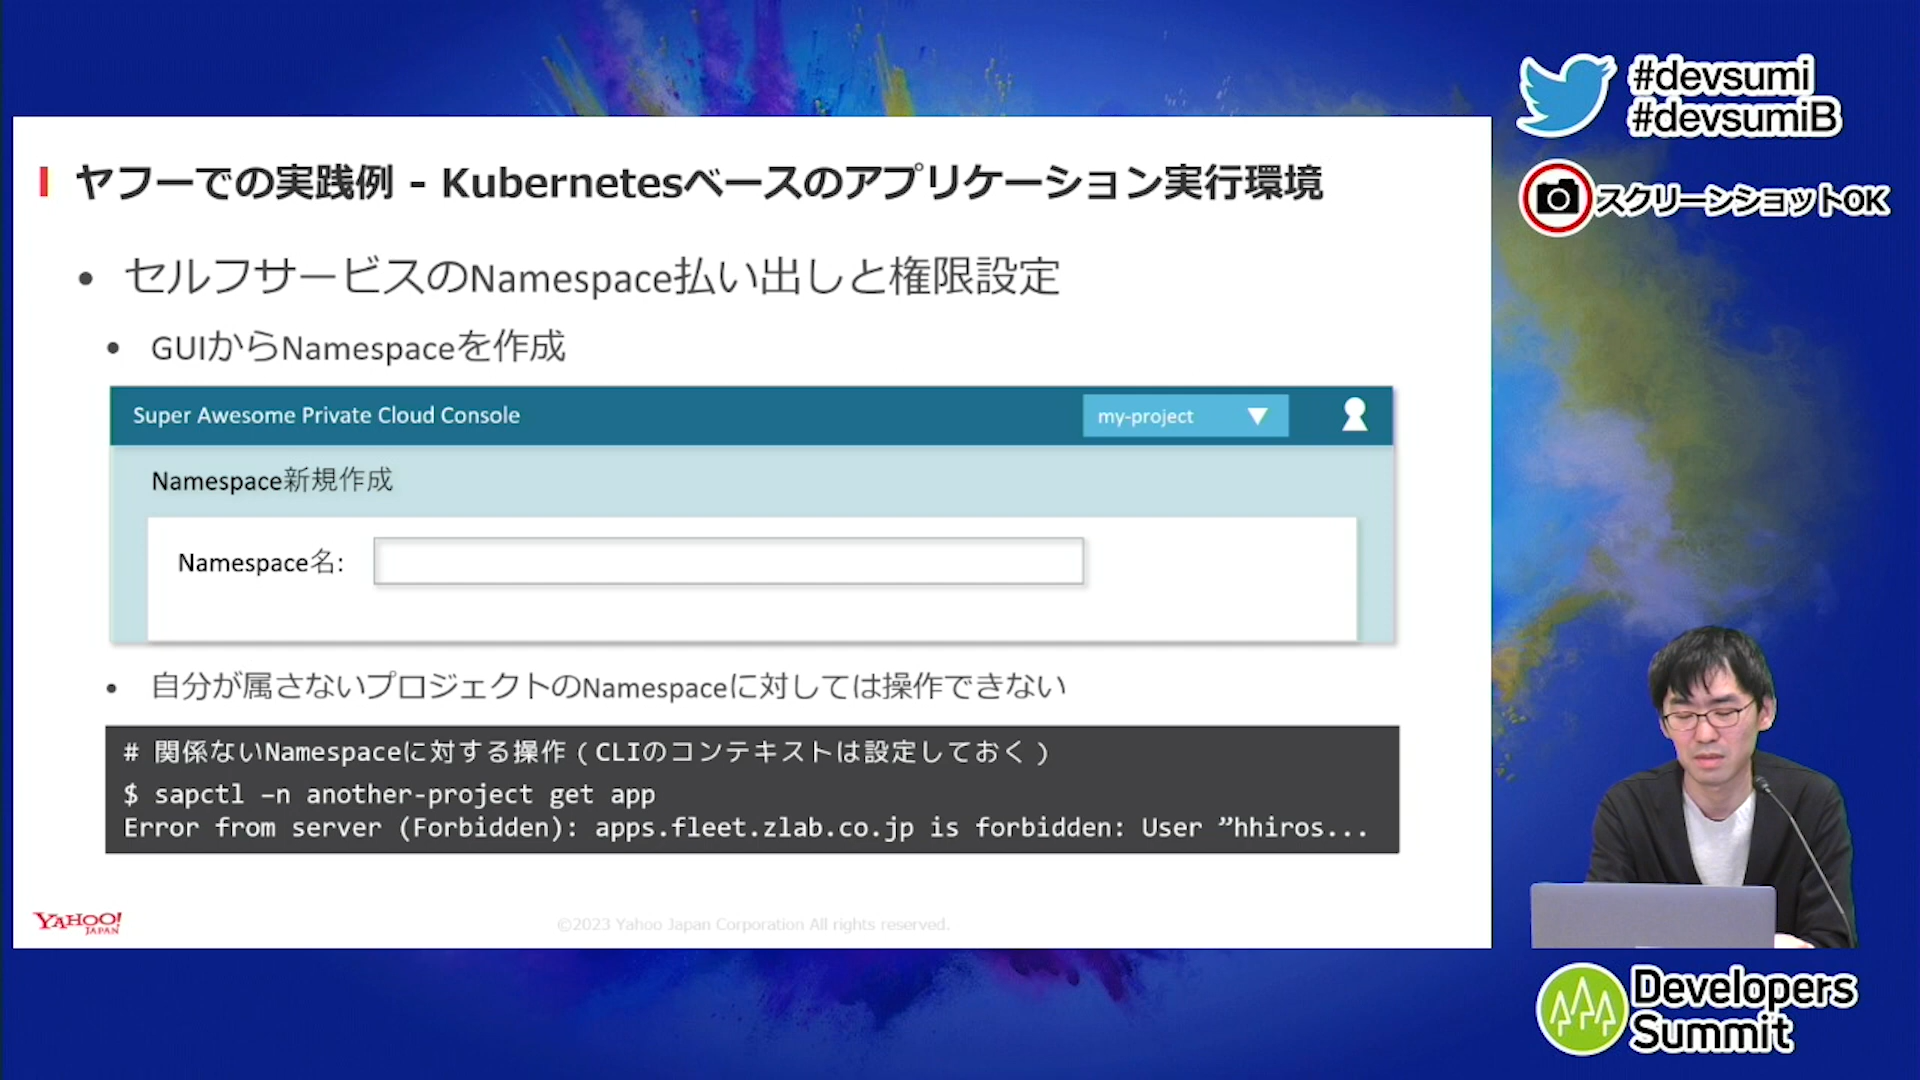 #devsumi
#devsumiB
スクリーンショットOK
ヤフーでの実践例 - Kubernetesベースのアプリケーション実行環境
• セルフサービスのNamespace払い出しと権限設定
• GUIからNamespaceを作成
Super Awesome Private Cloud Console
my-project ▼
Namespace新規作成
Namespace名:
• 自分が属さないプロジェクトのNamespaceに対しては操作できない
# 関係ないNamespaceに対する操作（CLIのコンテキストは設定しておく）
$ sapctl –n another-project get app
Error from server (Forbidden): apps.fleet.zlab.co.jp is forbidden: User ”hhiros...
YAHOO!
JAPAN
©2023 Yahoo Japan Corporation All rights reserved.
Developers
Summit